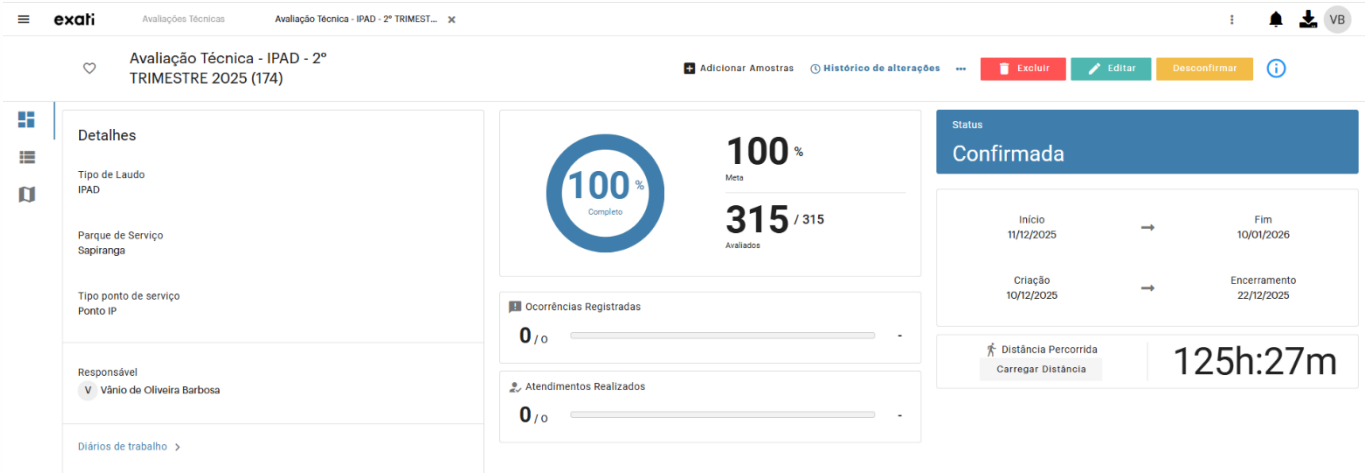 exati
Avaliações Técnicas
Avaliação Técnica - IPAD - 2º TRIMEST...
VB
Avaliação Técnica - IPAD - 2º
TRIMESTRE 2025 (174)
Adicionar Amostras
Histórico de alterações
Excluir
Editar
Desconfirmar
Detalhes
Tipo de Laudo
IPAD
Parque de Serviço
Sapiranga
Tipo ponto de serviço
Ponto IP
Responsável
V Vânio de Oliveira Barbosa
Diários de trabalho
100 %
Completo
100 %
Meta
315 / 315
Avaliados
Ocorrências Registradas
0 / 0 -
Atendimentos Realizados
0 / 0 -
Status
Confirmada
Início → Fim
11/12/2025 10/01/2026
Criação → Encerramento
10/12/2025 22/12/2025
Distância Percorrida
Carregar Distância
125h:27m